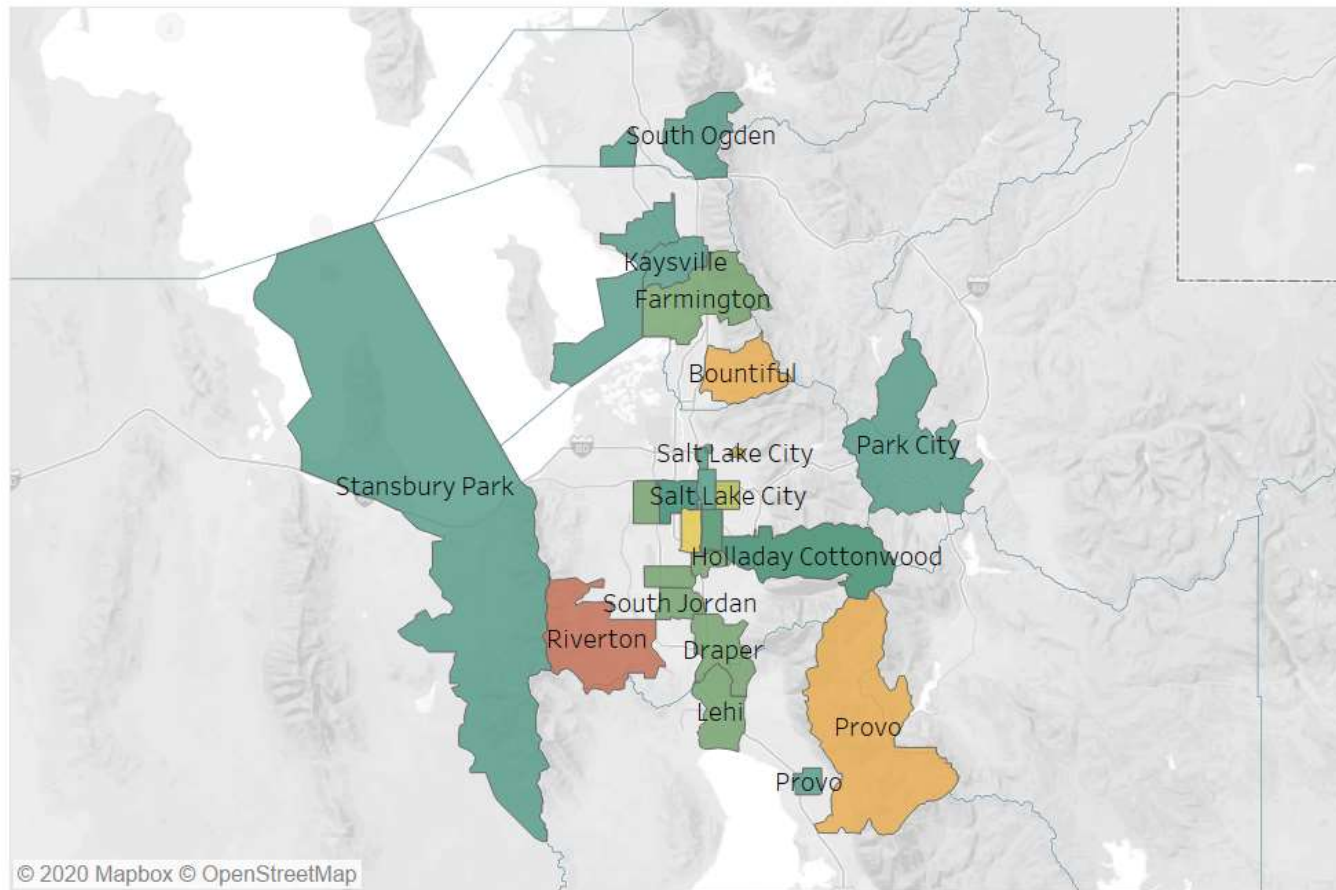 South Ogden
Kaysville
Farmington
Bountiful
Salt Lake City
Park City
Stansbury Park
Salt Lake City
Holladay Cottonwood
South Jordan
Riverton
Draper
Lehi
Provo
Provo
© 2020 Mapbox © OpenStreetMap